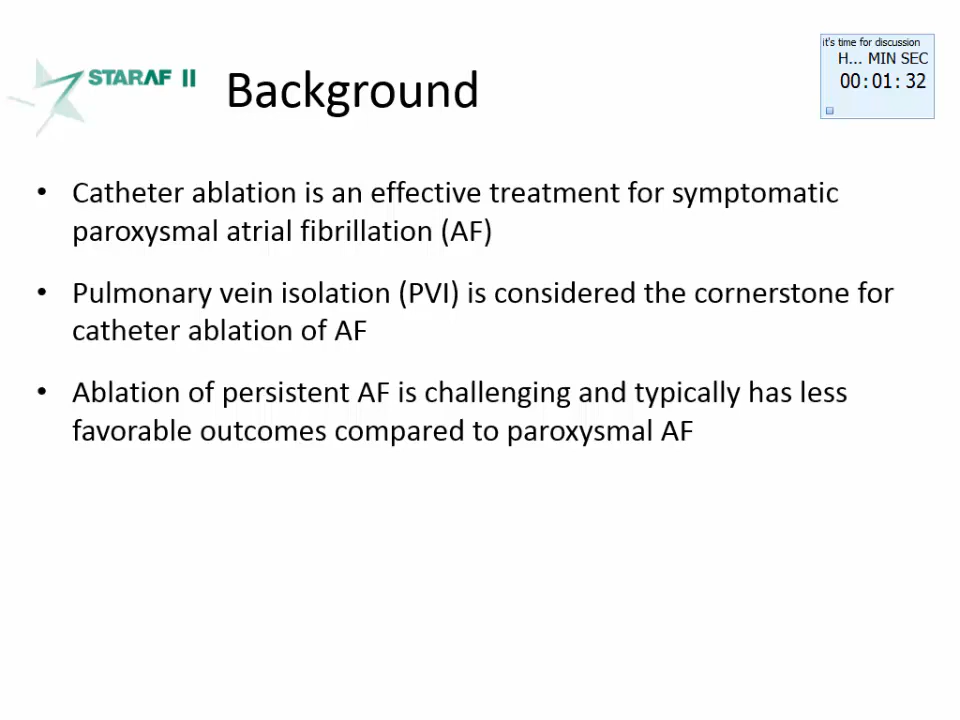 STARAF II
Background
it's time for discussion
H... MIN SEC
00:01:32
• Catheter ablation is an effective treatment for symptomatic
paroxysmal atrial fibrillation (AF)
• Pulmonary vein isolation (PVI) is considered the cornerstone for
catheter ablation of AF
• Ablation of persistent AF is challenging and typically has less
favorable outcomes compared to paroxysmal AF